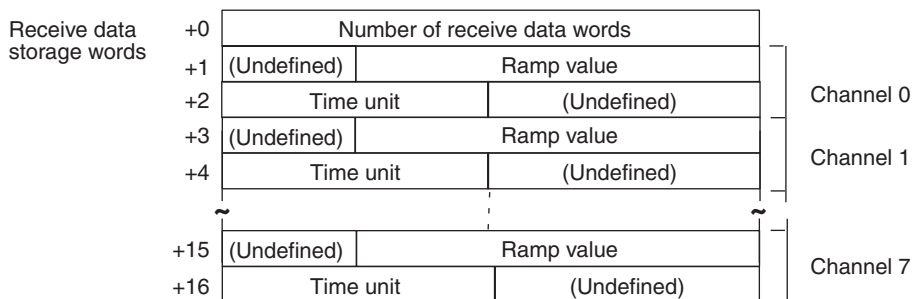 Receive data
storage words
+0 Number of receive data words
+1 (Undefined) Ramp value
+2 Time unit (Undefined)
Channel 0
+3 (Undefined) Ramp value
+4 Time unit (Undefined)
Channel 1
~ ~
+15 (Undefined) Ramp value
+16 Time unit (Undefined)
Channel 7